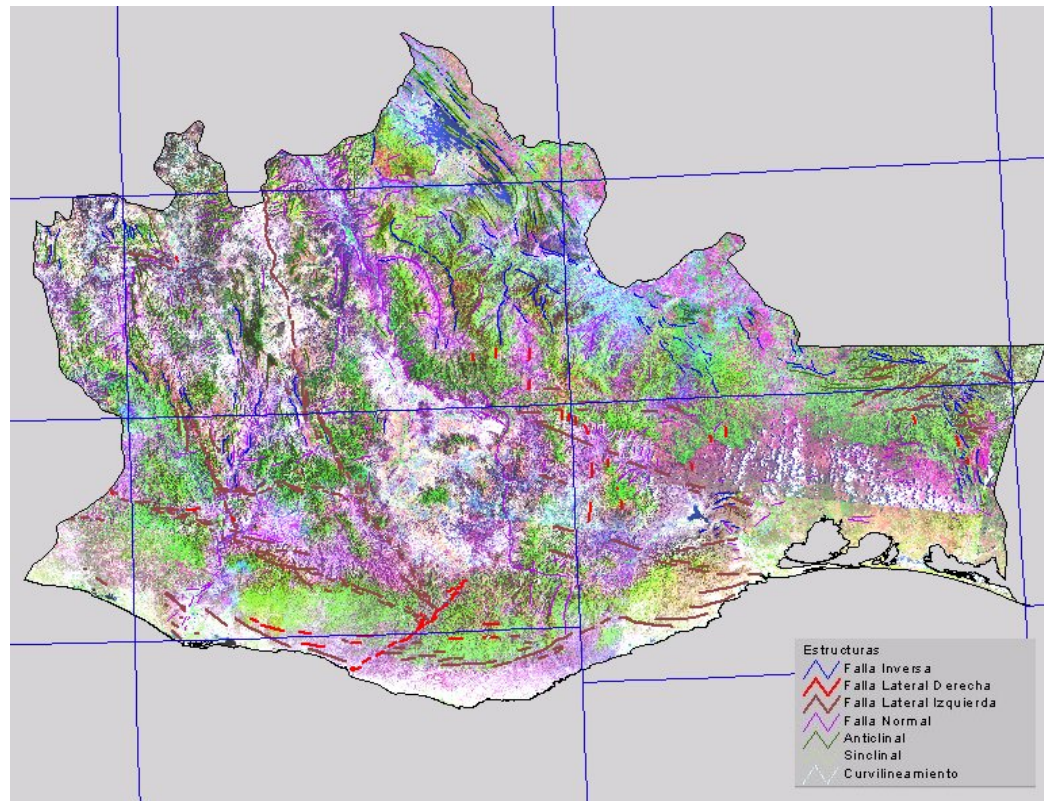 Estructuras
Falla Inversa
Falla Lateral Derecha
Falla Lateral Izquierda
Falla Normal
Anticlinal
Sinclinal
Curvilineamiento